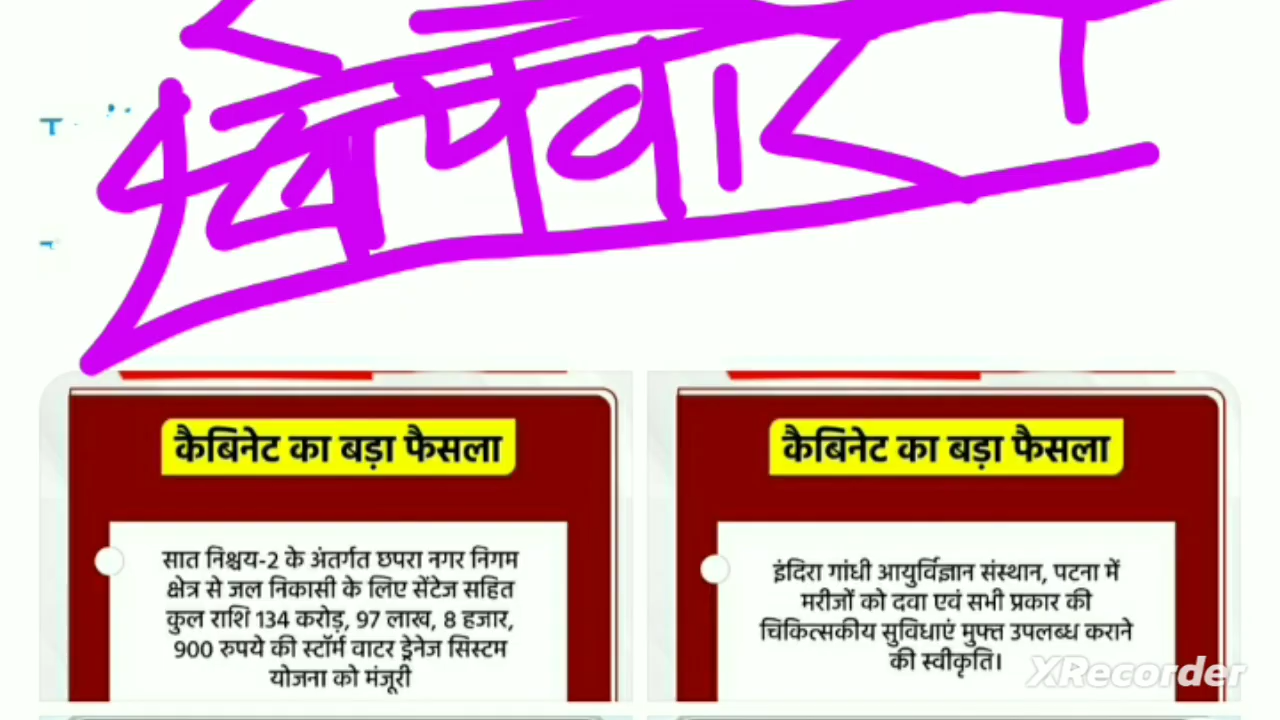 कैबिनेट का बड़ा फैसला
सात निश्चय-2 के अंतर्गत छपरा नगर निगम
क्षेत्र से जल निकासी के लिए सेंटेज सहित
कुल राशि 134 करोड़, 97 लाख, 8 हजार,
900 रुपये की स्टॉर्म वाटर ड्रेनेज सिस्टम
योजना को मंजूरी
कैबिनेट का बड़ा फैसला
इंदिरा गांधी आयुर्विज्ञान संस्थान, पटना में
मरीजों को दवा एवं सभी प्रकार की
चिकित्सकीय सुविधाएं मुफ्त उपलब्ध कराने
की स्वीकृति।
XRecorder